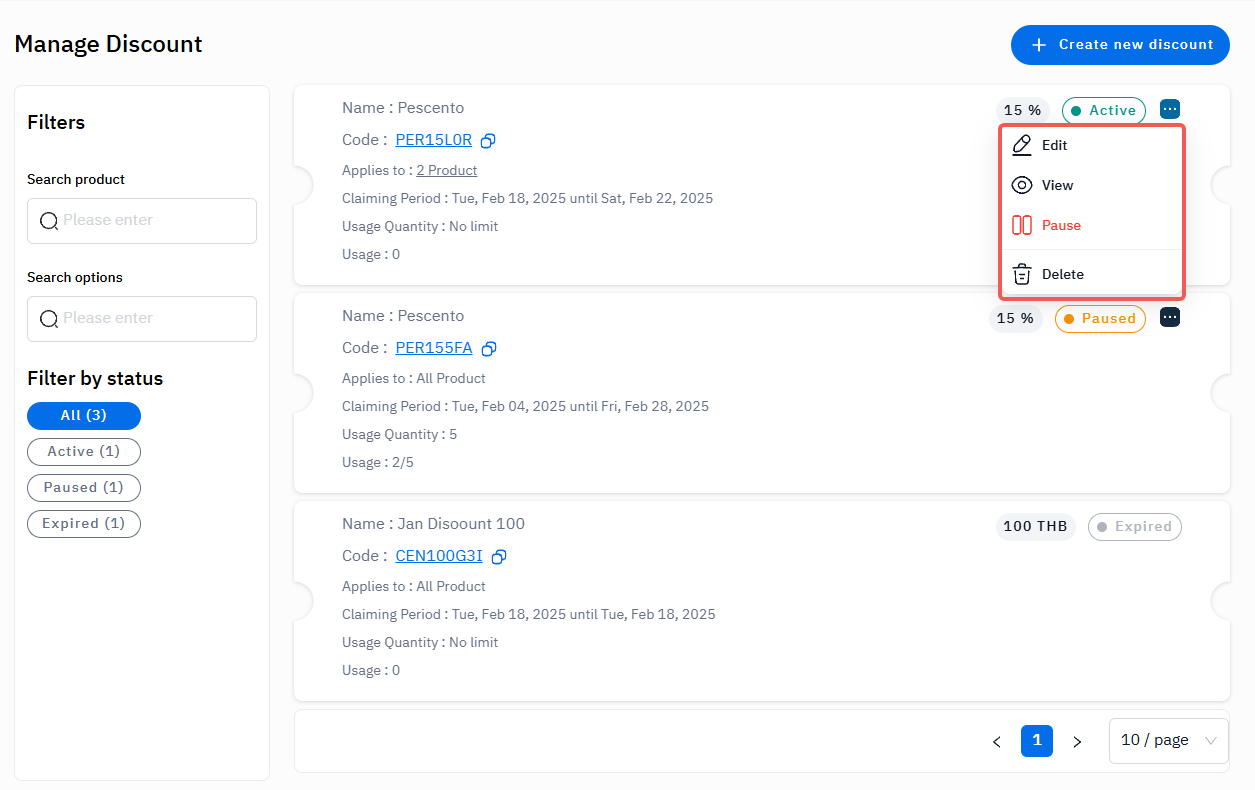 Manage Discount
Create new discount
Filters
Search product
Please enter
Search options
Please enter
Filter by status
All (3)
Active (1)
Paused (1)
Expired (1)
Name : Pescento
15 %
Active
Code : PER15L0R
Applies to : 2 Product
Claiming Period : Tue, Feb 18, 2025 until Sat, Feb 22, 2025
Usage Quantity : No limit
Usage : 0
Edit
View
Pause
Delete
Name : Pescento
15 %
Paused
Code : PER155FA
Applies to : All Product
Claiming Period : Tue, Feb 04, 2025 until Fri, Feb 28, 2025
Usage Quantity : 5
Usage : 2/5
Name : Jan Disoount 100
100 THB
Expired
Code : CEN100G3I
Applies to : All Product
Claiming Period : Tue, Feb 18, 2025 until Tue, Feb 18, 2025
Usage Quantity : No limit
Usage : 0
< 1 >
10 / page